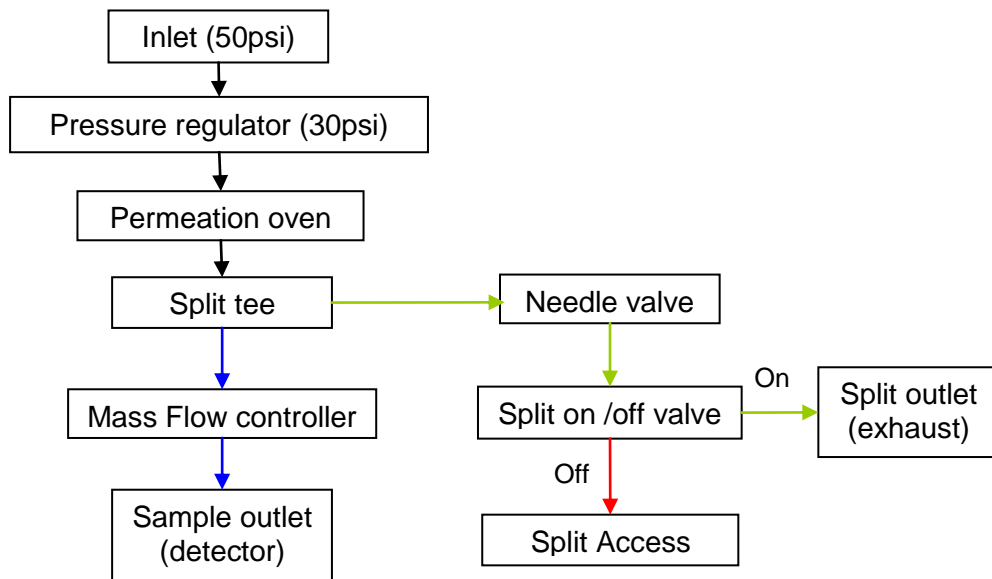 Inlet (50psi)
Pressure regulator (30psi)
Permeation oven
Split tee
Needle valve
Mass Flow controller
Split on /off valve
On
Split outlet
(exhaust)
Off
Sample outlet
(detector)
Split Access